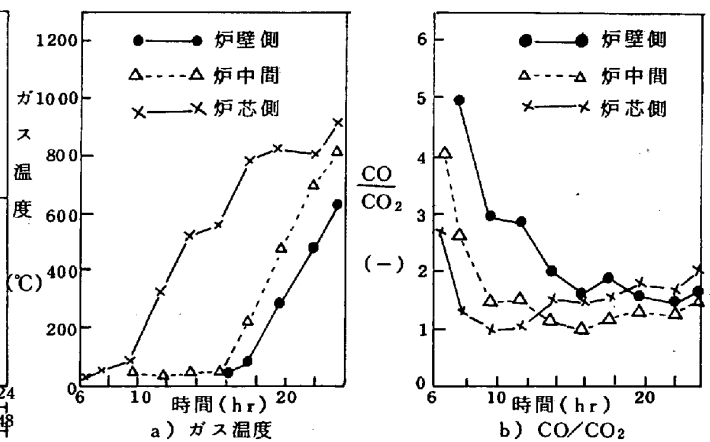 1200
1000
800
600
400
200
0
ガス温度
(℃)
炉壁側
炉中間
炉芯側
6
10
20
時間(hr)
a) ガス温度
6
5
4
3
2
1
0
CO
CO₂
(-)
炉壁側
炉中間
炉芯側
6
10
20
時間(hr)
b) CO/CO₂
24
48